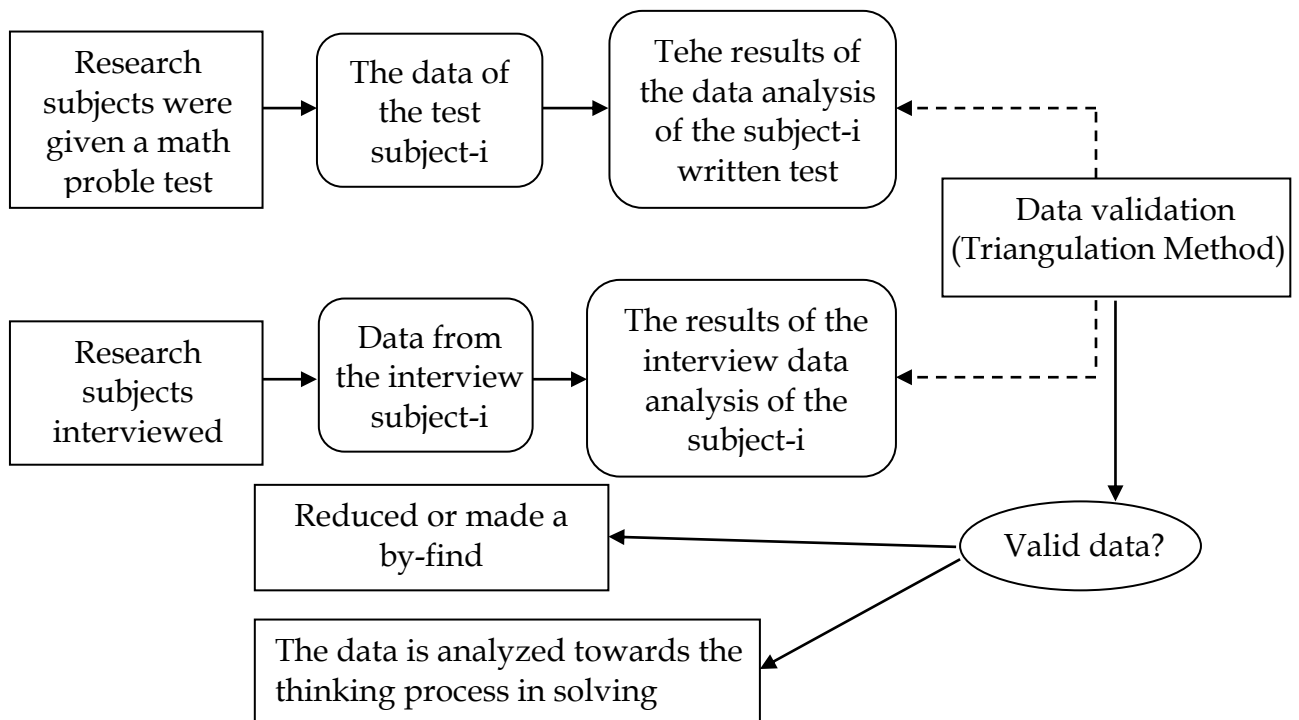 Research
subjects were
given a math
proble test
The data of
the test
subject-i
Tehe results of
the data analysis
of the subject-i
written test
Data validation
(Triangulation Method)
Research
subjects
interviewed
Data from
the interview
subject-i
The results of the
interview data
analysis of the
subject-i
Reduced or made a
by-find
Valid data?
The data is analyzed towards the
thinking process in solving